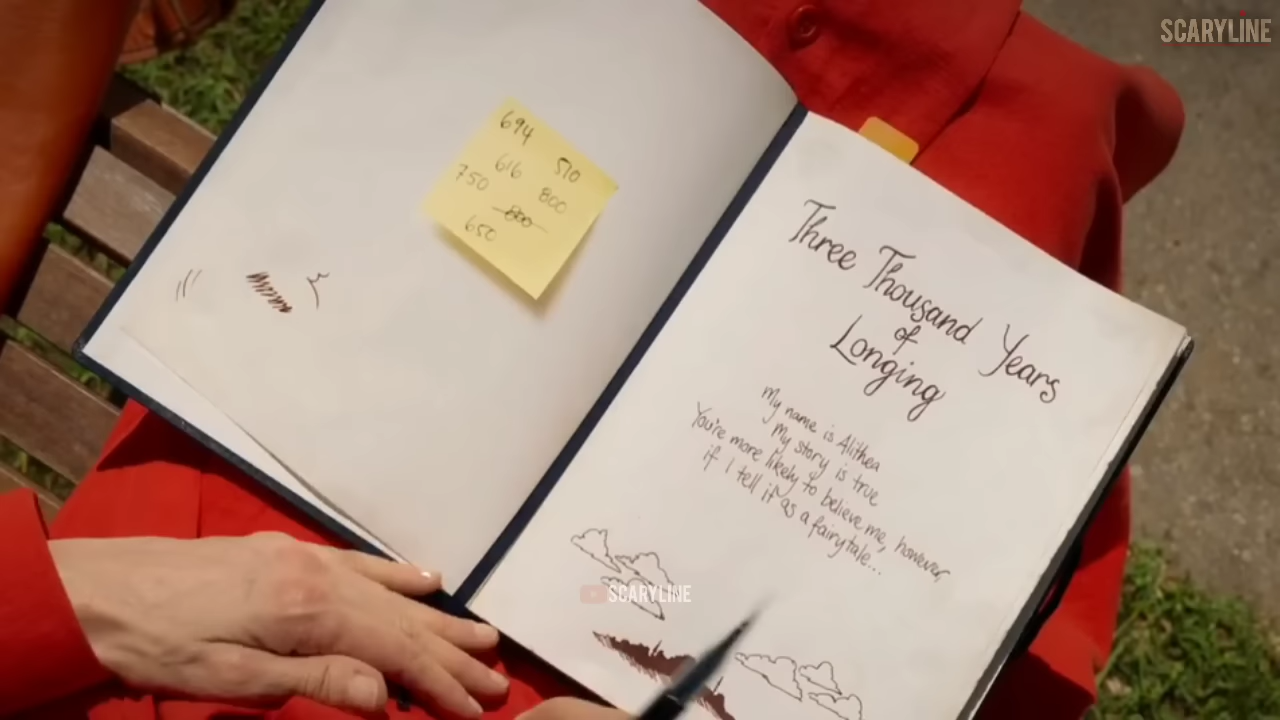 SCARYLINE
694
616 510
750 800
800
650
Three Thousand Years
of
Longing
My name is Alithea
My story is true
You're more likely to believe me, however,
if I tell it as a fairytale...
SCARYLINE